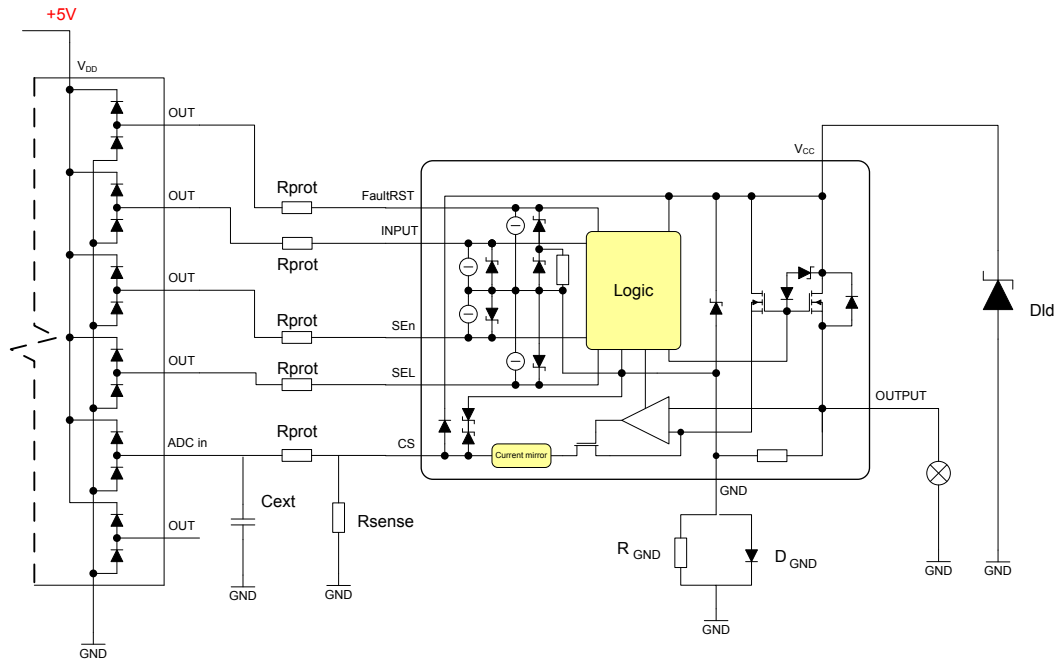 +5V
VDD
OUT
VCC
Rprot
FaultRST
OUT
INPUT
Rprot
OUT
Logic
Dld
Rprot
SEn
OUT
Rprot
SEL
OUTPUT
ADC in
Rprot
CS
Current mirror
GND
Cext
Rsense
OUT
R GND
D GND
GND
GND
GND
GND
GND
GND